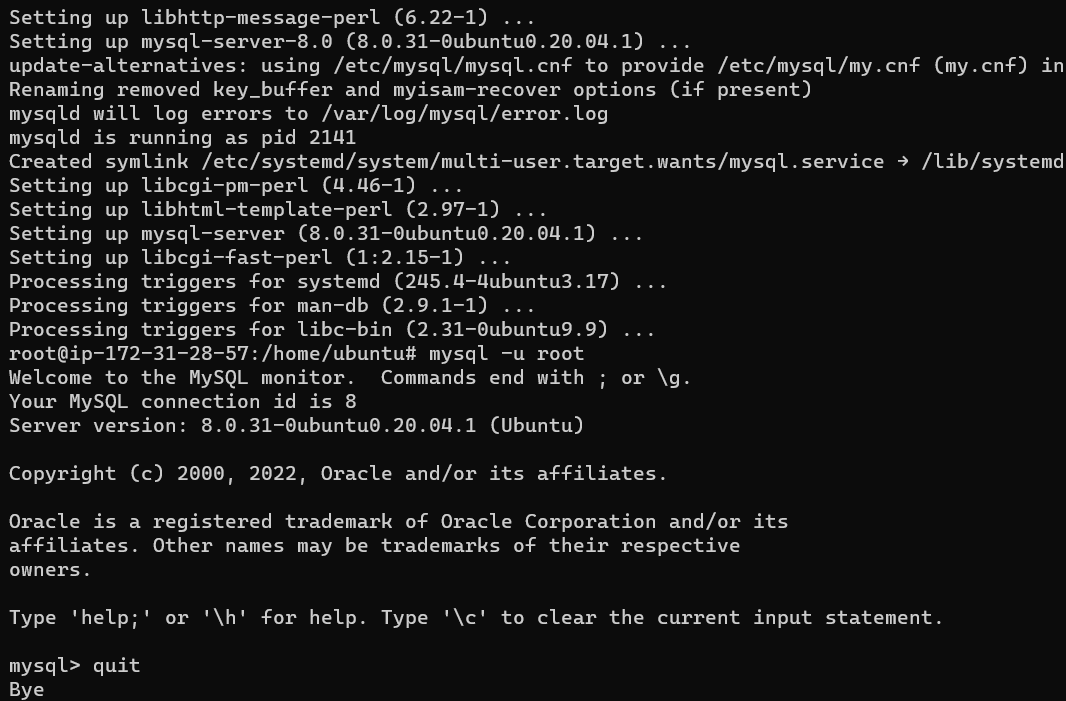 Setting up libhttp-message-perl (6.22-1) ...
Setting up mysql-server-8.0 (8.0.31-0ubuntu0.20.04.1) ...
update-alternatives: using /etc/mysql/mysql.cnf to provide /etc/mysql/my.cnf (my.cnf) in
Renaming removed key_buffer and myisam-recover options (if present)
mysqld will log errors to /var/log/mysql/error.log
mysqld is running as pid 2141
Created symlink /etc/systemd/system/multi-user.target.wants/mysql.service → /lib/systemd
Setting up libcgi-pm-perl (4.46-1) ...
Setting up libhtml-template-perl (2.97-1) ...
Setting up mysql-server (8.0.31-0ubuntu0.20.04.1) ...
Setting up libcgi-fast-perl (1:2.15-1) ...
Processing triggers for systemd (245.4-4ubuntu3.17) ...
Processing triggers for man-db (2.9.1-1) ...
Processing triggers for libc-bin (2.31-0ubuntu9.9) ...
root@ip-172-31-28-57:/home/ubuntu# mysql -u root
Welcome to the MySQL monitor.  Commands end with ; or \g.
Your MySQL connection id is 8
Server version: 8.0.31-0ubuntu0.20.04.1 (Ubuntu)

Copyright (c) 2000, 2022, Oracle and/or its affiliates.

Oracle is a registered trademark of Oracle Corporation and/or its
affiliates. Other names may be trademarks of their respective
owners.

Type 'help;' or '\h' for help. Type '\c' to clear the current input statement.

mysql> quit
Bye